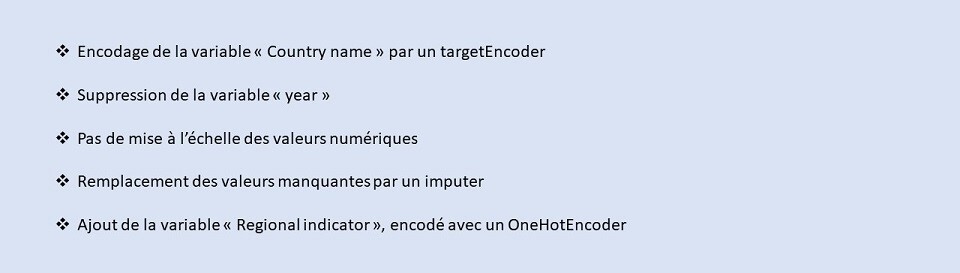 ❖ Encodage de la variable « Country name » par un targetEncoder
❖ Suppression de la variable « year »
❖ Pas de mise à l’échelle des valeurs numériques
❖ Remplacement des valeurs manquantes par un imputer
❖ Ajout de la variable « Regional indicator », encodé avec un OneHotEncoder